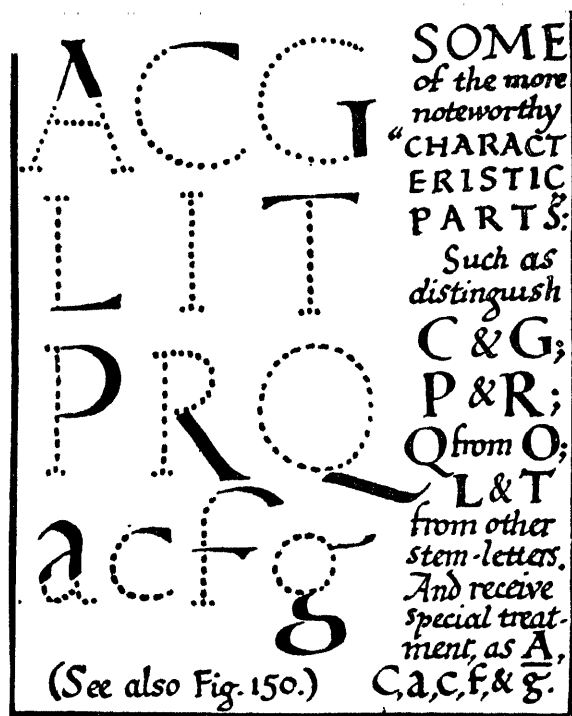 A C G
L I T
P R Q
a c f g
(See also Fig. 150.)
SOME
of the more
noteworthy
“CHARACT
ERISTIC”
PARTS:
Such as
distinguish
C & G;
P & R;
Q from O;
L & T
from other
stem-letters.
And receive
special treat-
ment, as A,
C, a, c, f, & g.